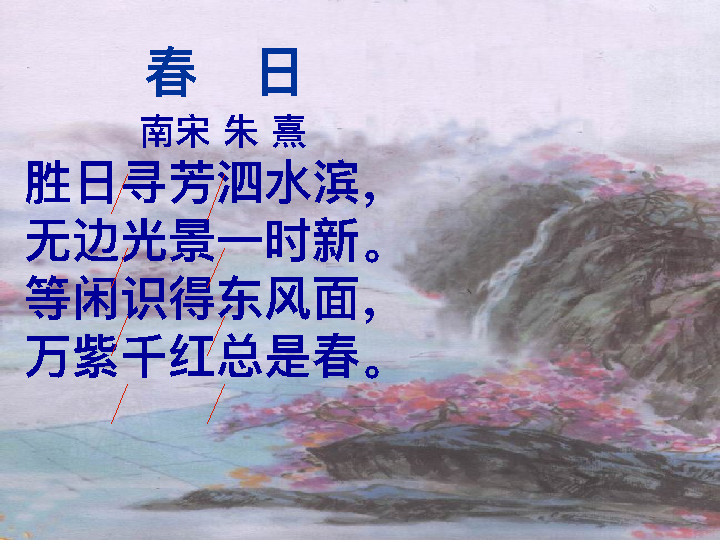 春 日
南宋 朱 熹
胜日寻芳泗水滨，
无边光景一时新。
等闲识得东风面，
万紫千红总是春。